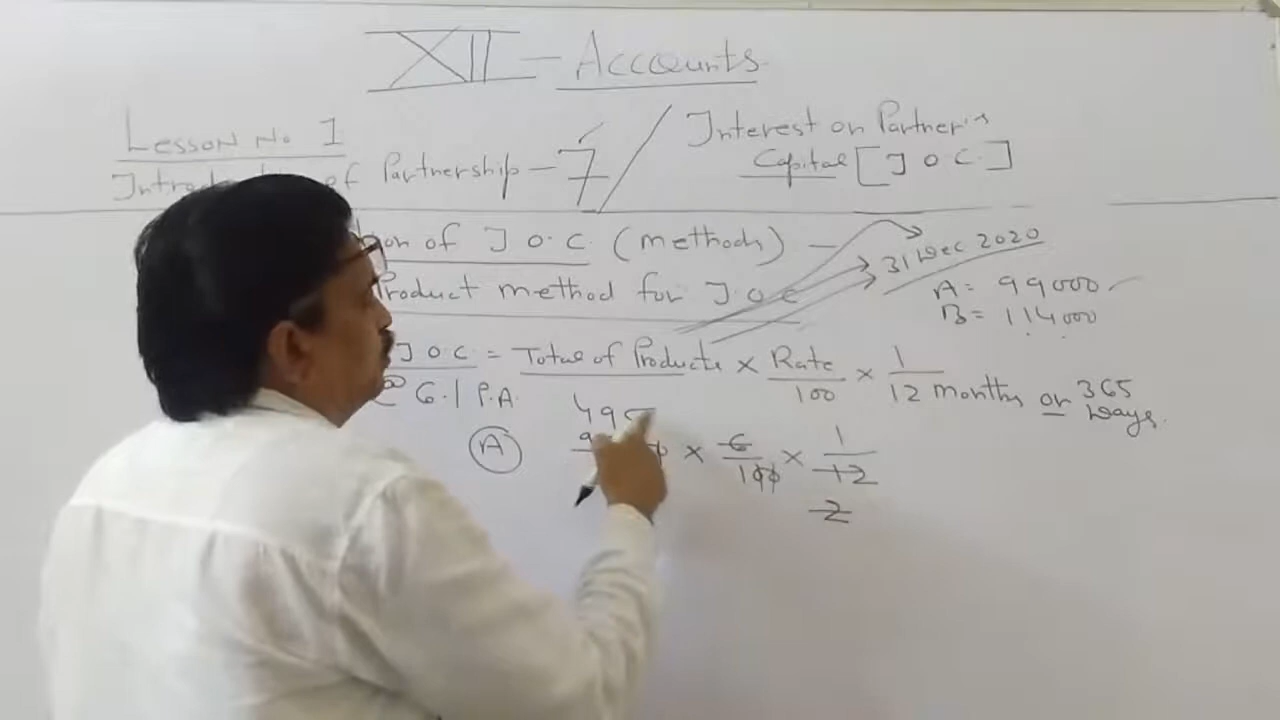 XII - Accounts
Lesson No. 1
of Partnership - 7 / Interest on Partner's
Capital [I O C.]
of I O C (methods) -
Product method for I O C
31 Dec 2020
A = 99000
B = 114000
I O C = Total of Products × Rate/100 × 1/12 months or 365 Days.
@ 6.1 P.A.
495
(A) × 6/100 × 1/12
2